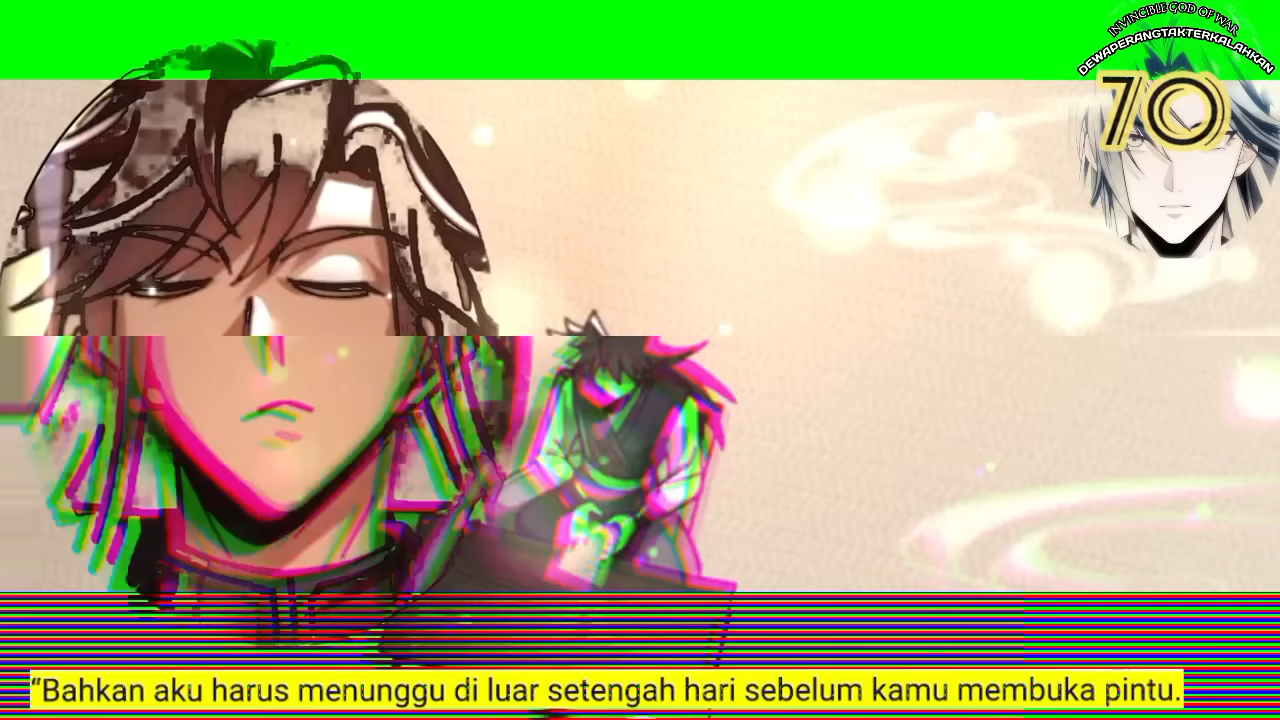 INVINCIBLE GOD OF WAR
DEWAPERANGTAKTERKALAHKAN
70
“Bahkan aku harus menunggu di luar setengah hari sebelum kamu membuka pintu.